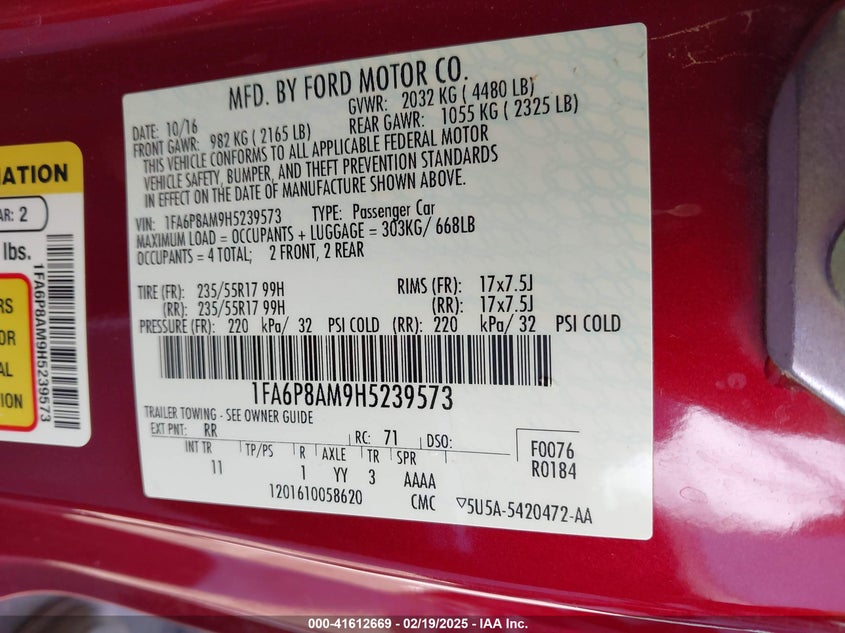 MFD. BY FORD MOTOR CO.
DATE: 10/16 GVWR: 2032 KG ( 4480 LB)
FRONT GAWR: 982 KG ( 2165 LB) REAR GAWR: 1055 KG ( 2325 LB)
THIS VEHICLE CONFORMS TO ALL APPLICABLE FEDERAL MOTOR
VEHICLE SAFETY, BUMPER, AND THEFT PREVENTION STANDARDS
IN EFFECT ON THE DATE OF MANUFACTURE SHOWN ABOVE.
VIN: 1FA6P8AM9H5239573 TYPE: Passenger Car
MAXIMUM LOAD = OCCUPANTS + LUGGAGE = 303KG/ 668LB
OCCUPANTS = 4 TOTAL; 2 FRONT, 2 REAR
TIRE (FR): 235/55R17 99H RIMS (FR): 17x7.5J
(RR): 235/55R17 99H (RR): 17x7.5J
PRESSURE (FR): 220 kPa/ 32 PSI COLD (RR): 220 kPa/ 32 PSI COLD
1FA6P8AM9H5239573
TRAILER TOWING - SEE OWNER GUIDE
EXT PNT: RR RC: 71 DSO: F0076
INT TR TP/PS R AXLE TR SPR R0184
11 1 YY 3 AAAA
1201610058620 CMC ▽5U5A-5420472-AA
MATION
AR: 2
lbs.
RS
OR
AL
1FA6P8AM9H5239573
000-41612669 - 02/19/2025 - IAA Inc.